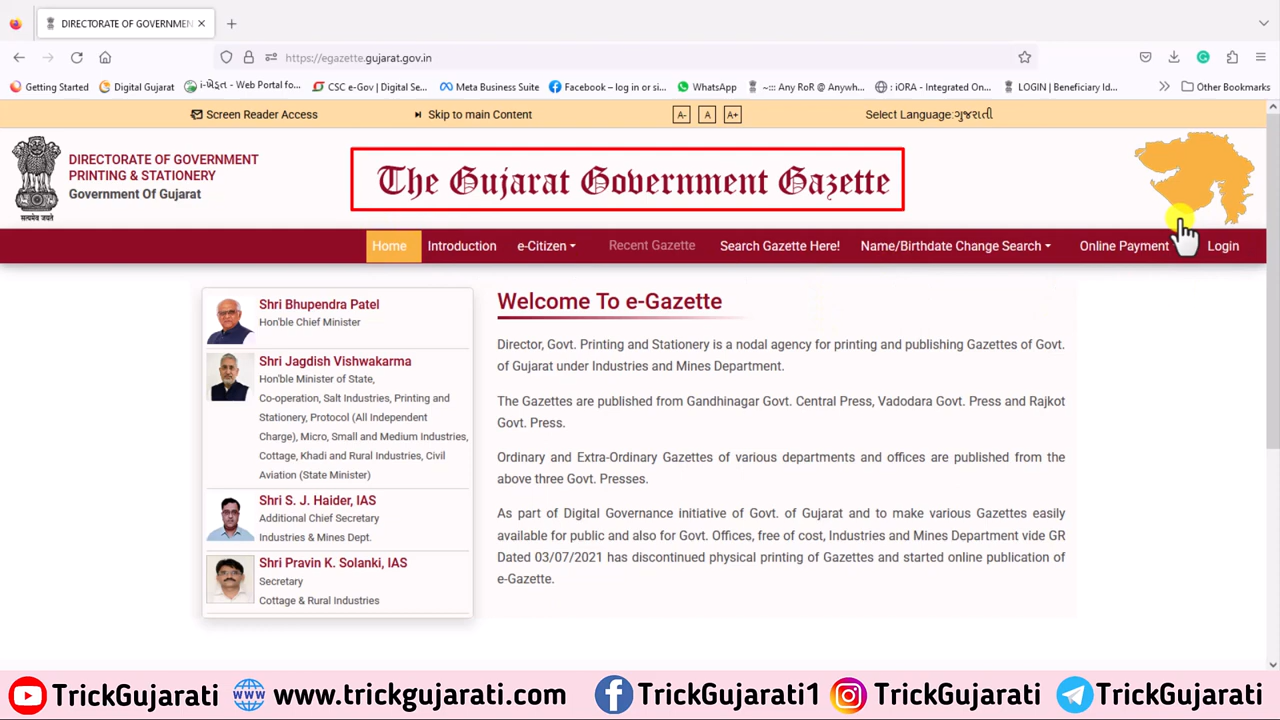 DIRECTORATE OF GOVERNMEN
https://egazette.gujarat.gov.in
Getting Started
Digital Gujarat
i-ખેડૂત - Web Portal fo...
CSC e-Gov | Digital Se...
Meta Business Suite
Facebook – log in or si...
WhatsApp
~::: Any RoR @ Anywh...
: iORA - Integrated On...
LOGIN | Beneficiary Id...
Other Bookmarks
Screen Reader Access
Skip to main Content
A-
A
A+
Select Language:ગુજરાતી
DIRECTORATE OF GOVERNMENT
PRINTING & STATIONERY
Government Of Gujarat
सत्यमेव जयते
The Gujarat Government Gazette
Home
Introduction
e-Citizen
Recent Gazette
Search Gazette Here!
Name/Birthdate Change Search
Online Payment
Login
Shri Bhupendra Patel
Hon'ble Chief Minister
Shri Jagdish Vishwakarma
Hon'ble Minister of State,
Co-operation, Salt Industries, Printing and
Stationery, Protocol (All Independent
Charge), Micro, Small and Medium Industries,
Cottage, Khadi and Rural Industries, Civil
Aviation (State Minister)
Shri S. J. Haider, IAS
Additional Chief Secretary
Industries & Mines Dept.
Shri Pravin K. Solanki, IAS
Secretary
Cottage & Rural Industries
Welcome To e-Gazette
Director, Govt. Printing and Stationery is a nodal agency for printing and publishing Gazettes of Govt.
of Gujarat under Industries and Mines Department.
The Gazettes are published from Gandhinagar Govt. Central Press, Vadodara Govt. Press and Rajkot
Govt. Press.
Ordinary and Extra-Ordinary Gazettes of various departments and offices are published from the
above three Govt. Presses.
As part of Digital Governance initiative of Govt. of Gujarat and to make various Gazettes easily
available for public and also for Govt. Offices, free of cost, Industries and Mines Department vide GR
Dated 03/07/2021 has discontinued physical printing of Gazettes and started online publication of
e-Gazette.
TrickGujarati
www.trickgujarati.com
TrickGujarati1
TrickGujarati
TrickGujarati